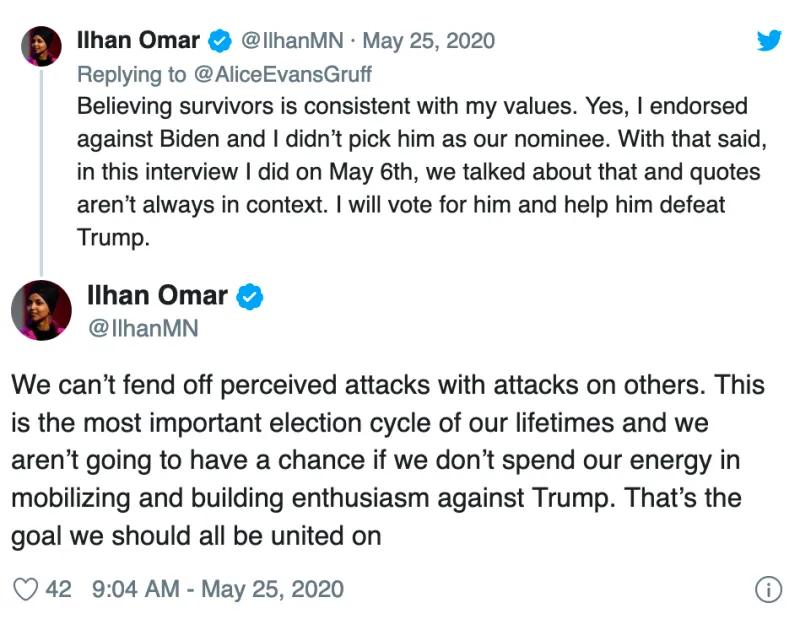 Ilhan Omar @IlhanMN · May 25, 2020
Replying to @AliceEvansGruff
Believing survivors is consistent with my values. Yes, I endorsed
against Biden and I didn’t pick him as our nominee. With that said,
in this interview I did on May 6th, we talked about that and quotes
aren’t always in context. I will vote for him and help him defeat
Trump.
Ilhan Omar
@IlhanMN
We can’t fend off perceived attacks with attacks on others. This
is the most important election cycle of our lifetimes and we
aren’t going to have a chance if we don’t spend our energy in
mobilizing and building enthusiasm against Trump. That’s the
goal we should all be united on
42 9:04 AM - May 25, 2020